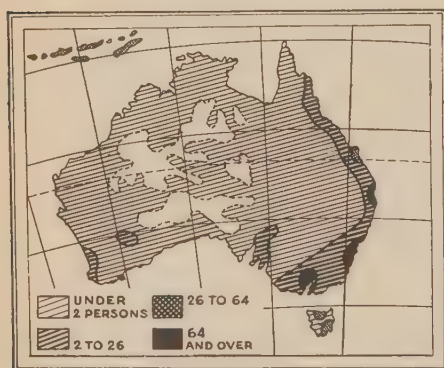 UNDER
2 PERSONS
2 TO 26
26 TO 64
64
AND OVER